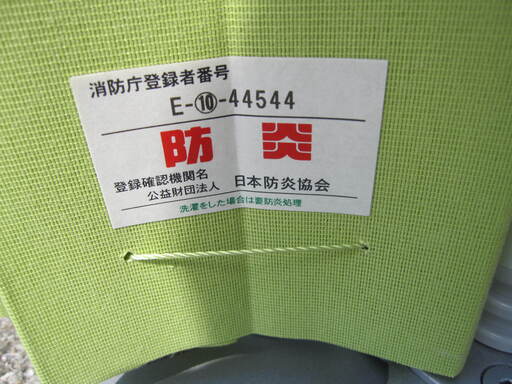 消防庁登録者番号
E-⑩-44544
防炎
登録確認機関名
公益財団法人 日本防炎協会
洗濯をした場合は要防炎処理